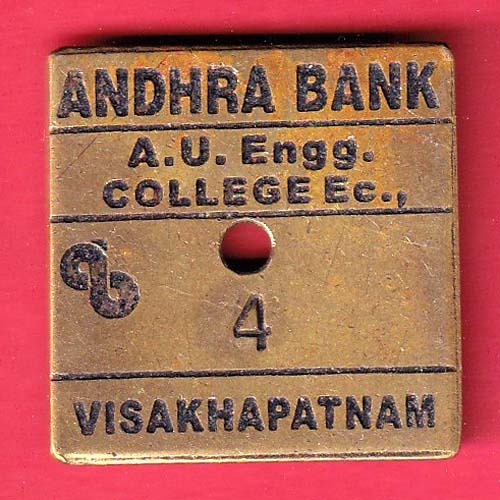 ANDHRA BANK
A.U. Engg.
COLLEGE Ec.,
4
VISAKHAPATNAM